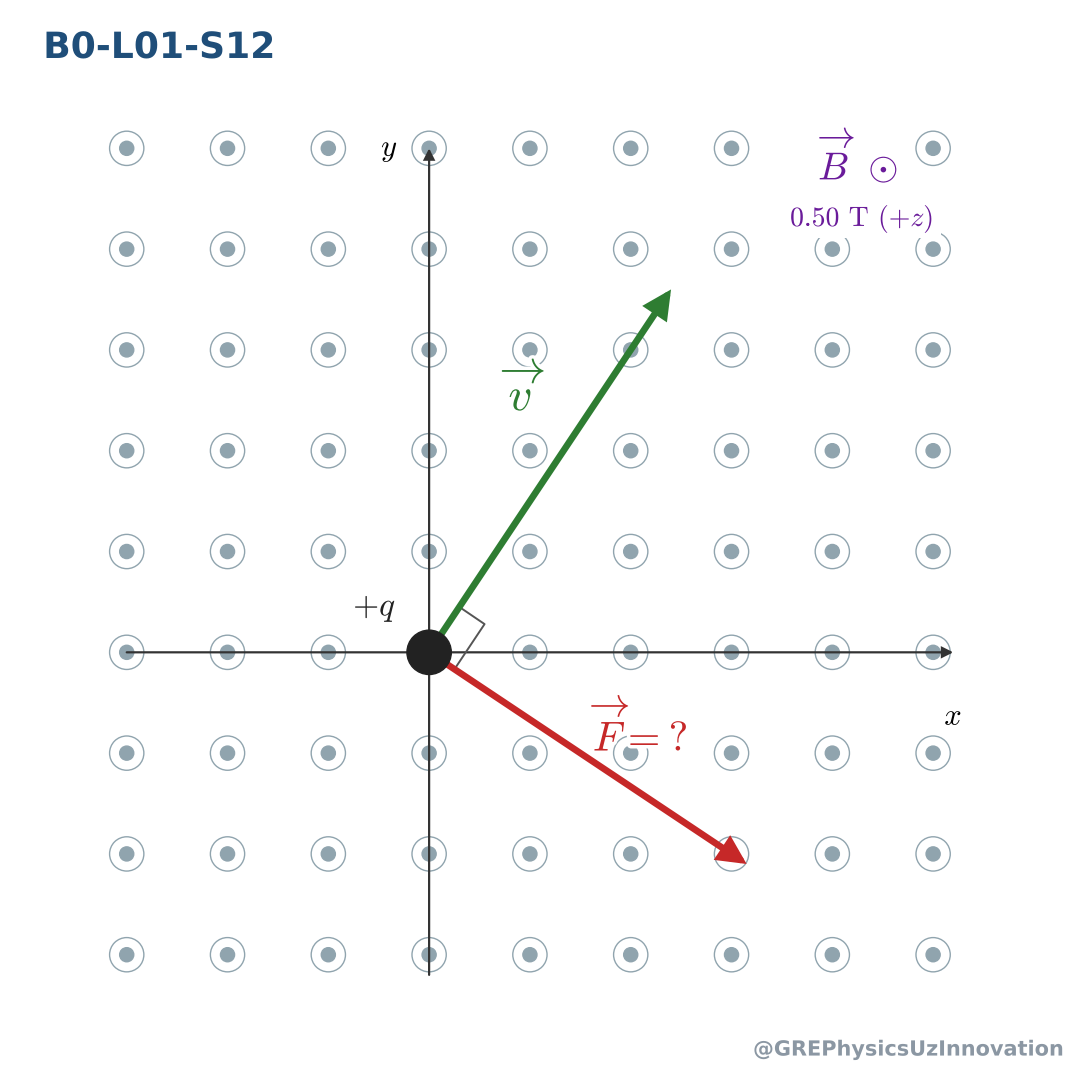 B0-L01-S12
y
B⃗ ⊙
0.50 T (+z)
v⃗
+q
F⃗ = ?
x
@GREPhysicsUzInnovation